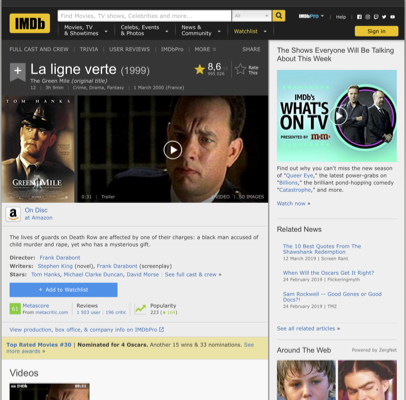 IMDb
Find Movies, TV shows, Celebrities and more...
All
IMDbPro
Help
Movies, TV & Showtimes
Celebs, Events & Photos
News & Community
Watchlist
Sign in
FULL CAST AND CREW | TRIVIA | USER REVIEWS | IMDbPro | MORE
SHARE
La ligne verte (1999)
The Green Mile (original title)
12 | 3h 9min | Crime, Drama, Fantasy | 1 March 2000 (France)
8,6
Rate This
TOM HANKS
GREEN MILE
0:31 | Trailer
VIDEO
IMAGES
On Disc
at Amazon
The lives of guards on Death Row are affected by one of their charges: a black man accused of
child murder and rape, yet who has a mysterious gift.
Director: Frank Darabont
Writers: Stephen King (novel), Frank Darabont (screenplay)
Stars: Tom Hanks, Michael Clarke Duncan, David Morse | See full cast & crew »
+ Add to Watchlist
61
Metascore
From metacritic.com
Reviews
1 503 user | 196 critic
Popularity
223
View production, box office, & company info on IMDbPro
Top Rated Movies #30 | Nominated for 4 Oscars. Another 15 wins & 33 nominations. See
more awards »
Videos
The Shows Everyone Will Be Talking
About This Week
IMDb's
WHAT'S
ON TV
PRESENTED BY m&m's
Find out why you can't miss the new season
of "Queer Eye," the latest power-grabs on
"Billions," the brilliant pond-hopping comedy
"Catastrophe," and more.
Watch now »
Related News
The 10 Best Quotes From The
Shawshank Redemption
12 March 2019 | Screen Rant
When Will the Oscars Get It Right?
24 February 2019 | Flickeringmyth
Sam Rockwell -- Good Genes or Good
Docs?!
24 February 2019 | TMZ
See all related articles »
Around The Web
Powered by ZergNet